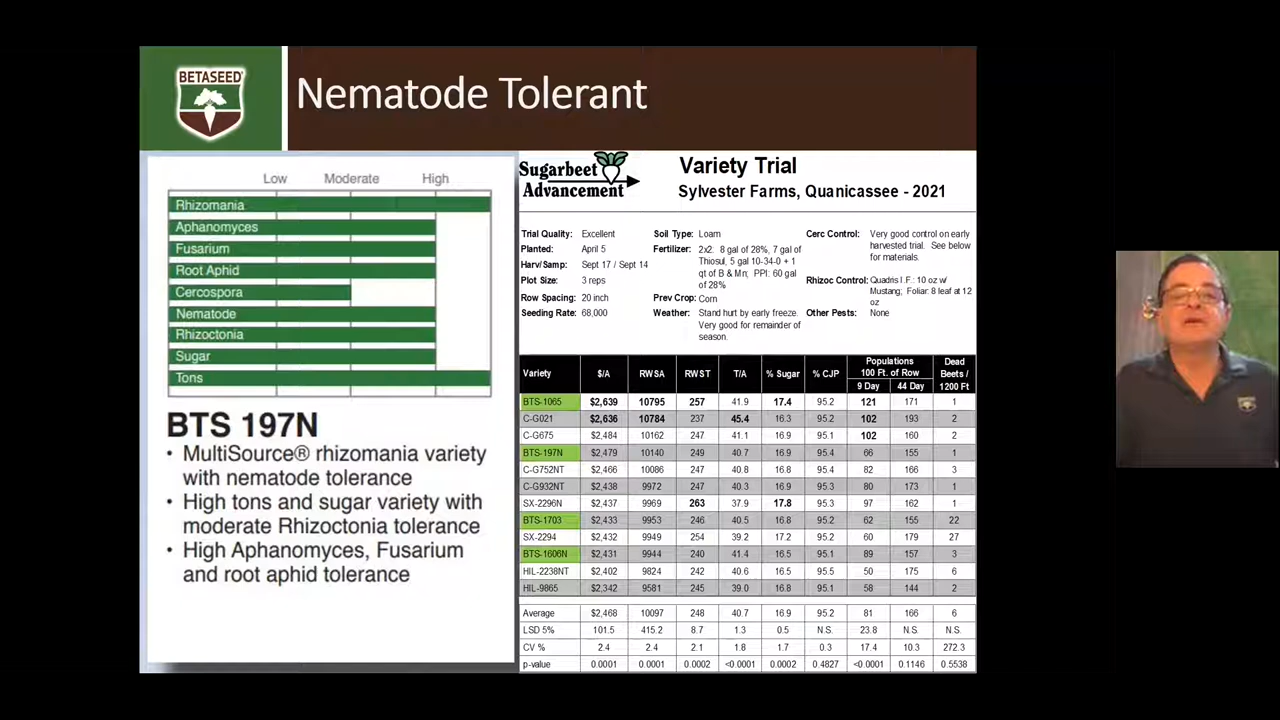 BETASEED
Nematode Tolerant
Low Moderate High
Rhizomania
Aphanomyces
Fusarium
Root Aphid
Cercospora
Nematode
Rhizoctonia
Sugar
Tons
BTS 197N
• MultiSource® rhizomania variety
with nematode tolerance
• High tons and sugar variety with
moderate Rhizoctonia tolerance
• High Aphanomyces, Fusarium
and root aphid tolerance
Sugarbeet
Advancement
Variety Trial
Sylvester Farms, Quanicassee - 2021
Trial Quality: Excellent
Planted: April 5
Harv/Samp: Sept 17 / Sept 14
Plot Size: 3 reps
Row Spacing: 20 inch
Seeding Rate: 68,000
Soil Type: Loam
Fertilizer: 2x2: 8 gal of 28%, 7 gal of
Thiosul, 5 gal 10-34-0 + 1
qt of B & Mn; PPI: 60 gal
of 28%
Prev Crop: Corn
Weather: Stand hurt by early freeze.
Very good for remainder of
season.
Cerc Control: Very good control on early
harvested trial. See below
for materials.
Rhizoc Control: Quadris I.F.: 10 oz w/
Mustang; Foliar: 8 leaf at 12
oz
Other Pests: None
Variety $/A RWSA RWST T/A % Sugar % CJP Populations 100 Ft. of Row 9 Day 44 Day Dead Beets / 1200 Ft
BTS-1065 $2,639 10795 257 41.9 17.4 95.2 121 171 1
C-G021 $2,636 10784 237 45.4 16.3 95.2 102 193 2
C-G675 $2,484 10162 247 41.1 16.9 95.1 102 160 2
BTS-197N $2,479 10140 249 40.7 16.9 95.4 66 155 1
C-G752NT $2,466 10086 247 40.8 16.8 95.4 82 166 3
C-G932NT $2,438 9972 247 40.3 16.9 95.3 80 173 1
SX-2296N $2,437 9969 263 37.9 17.8 95.3 97 162 1
BTS-1703 $2,433 9953 246 40.5 16.8 95.2 62 155 22
SX-2294 $2,432 9949 254 39.2 17.2 95.2 60 179 27
BTS-1606N $2,431 9944 240 41.4 16.5 95.1 89 157 3
HIL-2238NT $2,402 9824 242 40.6 16.5 95.5 50 175 6
HIL-9865 $2,342 9581 245 39.0 16.8 95.1 58 144 2
Average $2,468 10097 248 40.7 16.9 95.2 81 166 6
LSD 5% 101.5 415.2 8.7 1.3 0.5 N.S. 23.8 N.S. N.S.
CV % 2.4 2.4 2.1 1.8 1.7 0.3 17.4 10.3 272.3
p-value 0.0001 0.0001 0.0002 <0.0001 0.0002 0.4827 <0.0001 0.1146 0.5538